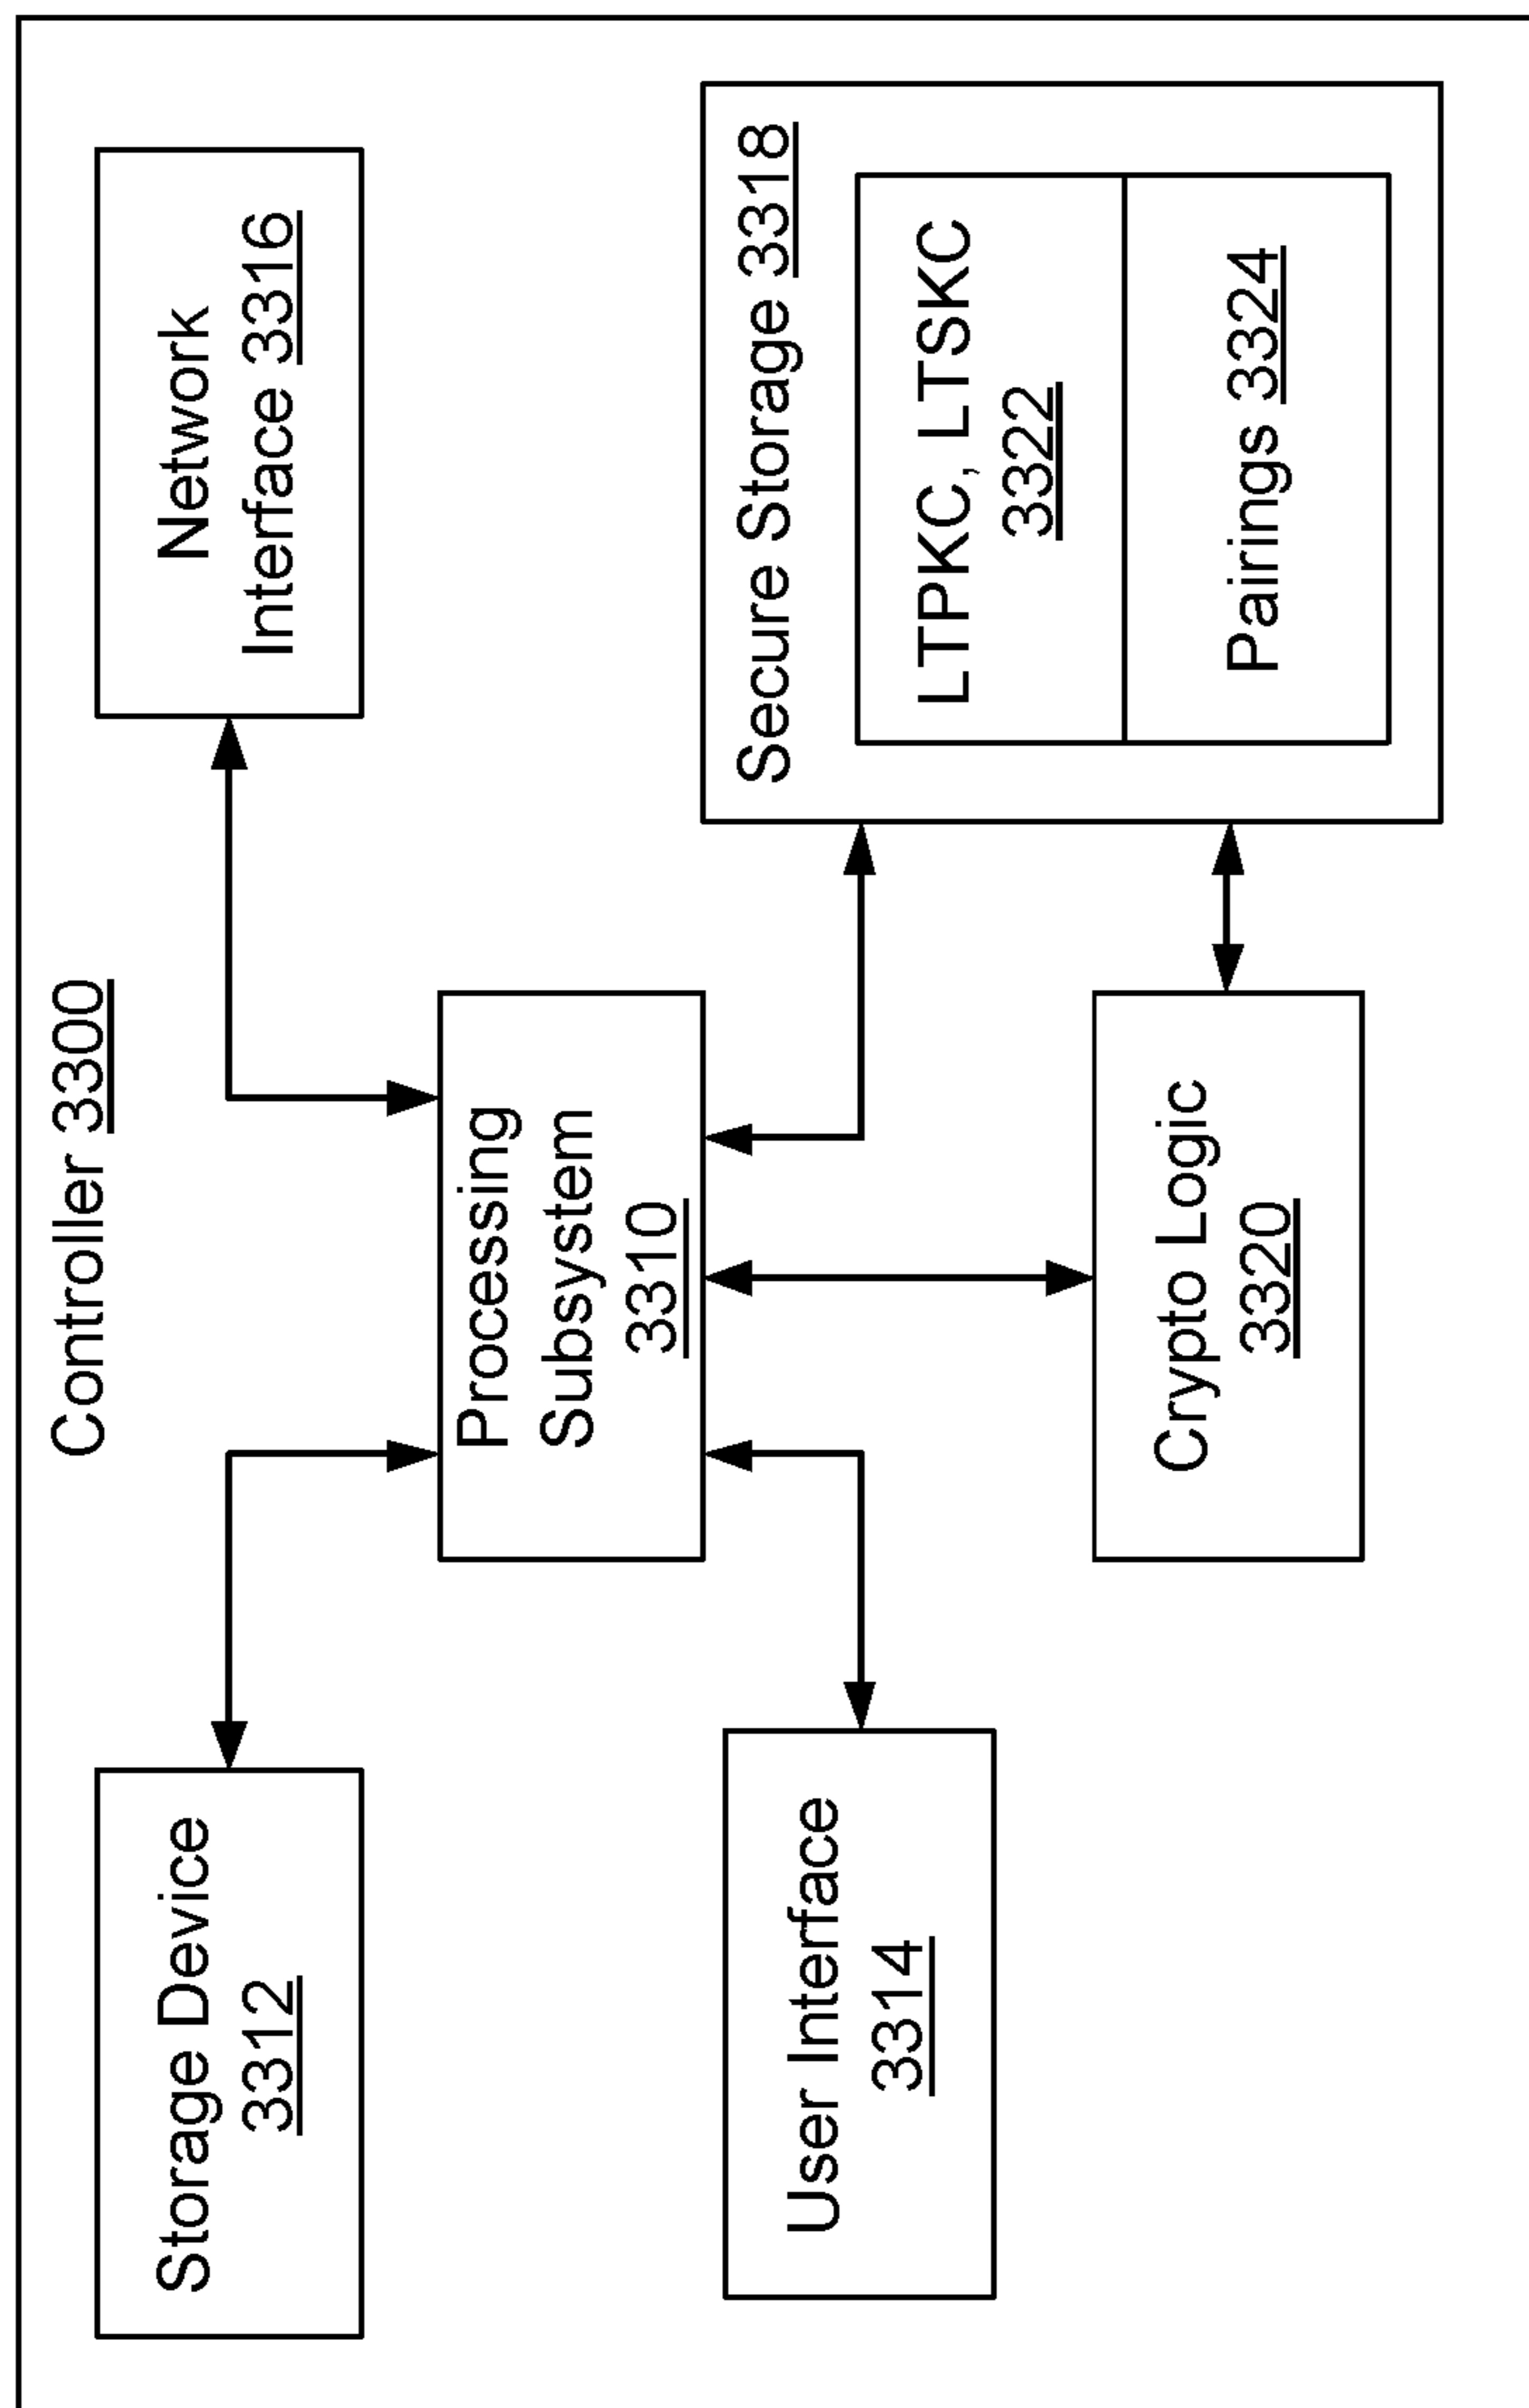 Controller 3300
Storage Device
3312
Network
Interface 3316
Processing
Subsystem
3310
User Interface
3314
Secure Storage 3318
LTPKC, LTSKC
3322
Pairings 3324
Crypto Logic
3320